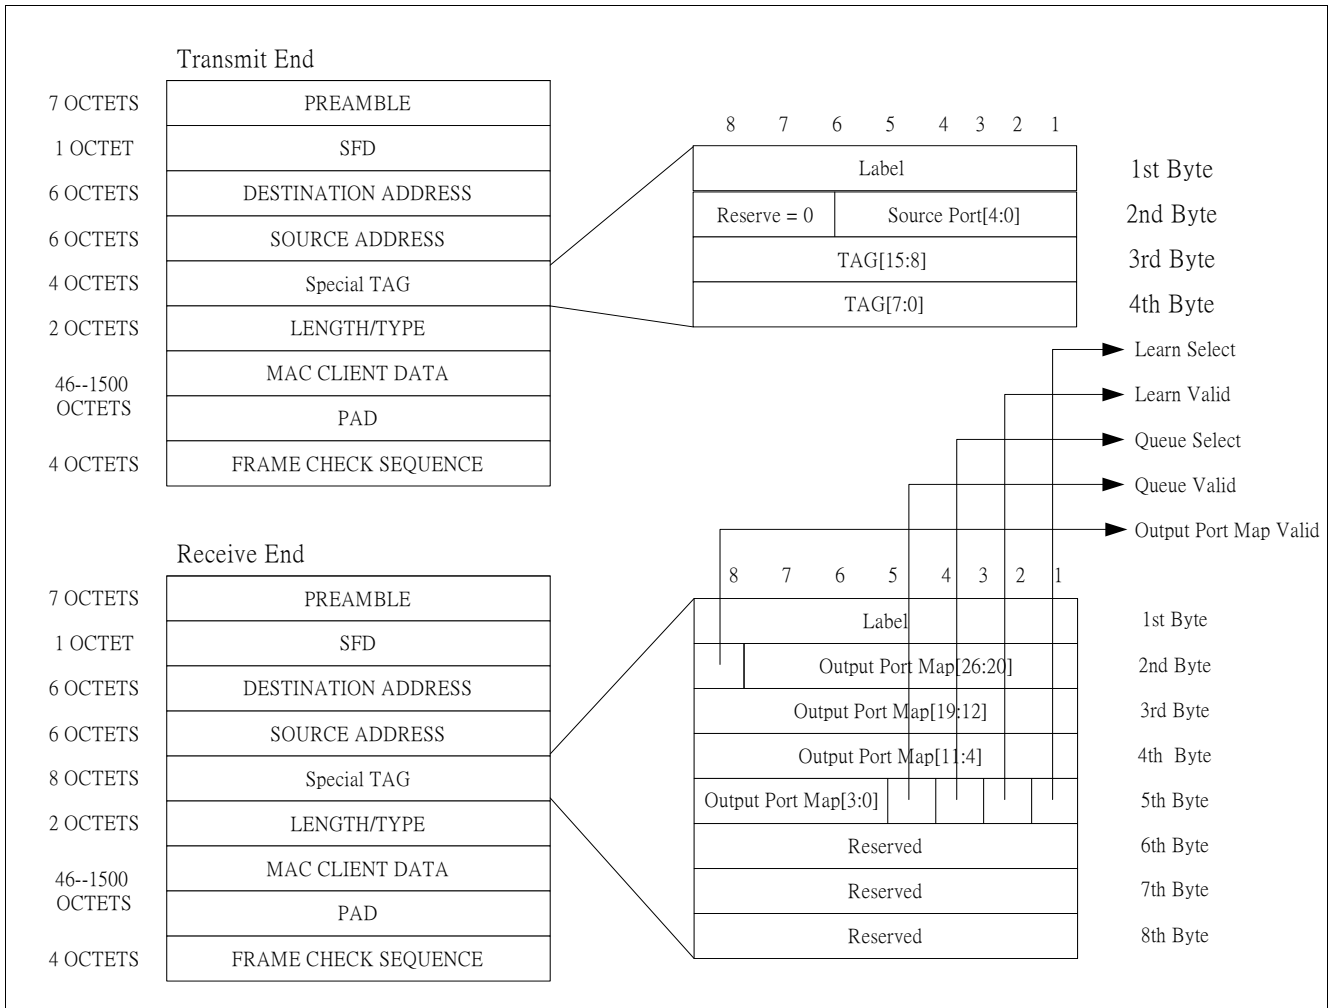 Transmit End
7 OCTETS PREAMBLE
1 OCTET SFD
6 OCTETS DESTINATION ADDRESS
6 OCTETS SOURCE ADDRESS
4 OCTETS Special TAG
2 OCTETS LENGTH/TYPE
46--1500
OCTETS
MAC CLIENT DATA
PAD
4 OCTETS FRAME CHECK SEQUENCE
8 7 6 5 4 3 2 1
Label 1st Byte
Reserve = 0 Source Port[4:0] 2nd Byte
TAG[15:8] 3rd Byte
TAG[7:0] 4th Byte
Learn Select
Learn Valid
Queue Select
Queue Valid
Output Port Map Valid
Receive End
7 OCTETS PREAMBLE
1 OCTET SFD
6 OCTETS DESTINATION ADDRESS
6 OCTETS SOURCE ADDRESS
8 OCTETS Special TAG
2 OCTETS LENGTH/TYPE
46--1500
OCTETS
MAC CLIENT DATA
PAD
4 OCTETS FRAME CHECK SEQUENCE
8 7 6 5 4 3 2 1
Label 1st Byte
Output Port Map[26:20] 2nd Byte
Output Port Map[19:12] 3rd Byte
Output Port Map[11:4] 4th Byte
Output Port Map[3:0] 5th Byte
Reserved 6th Byte
Reserved 7th Byte
Reserved 8th Byte